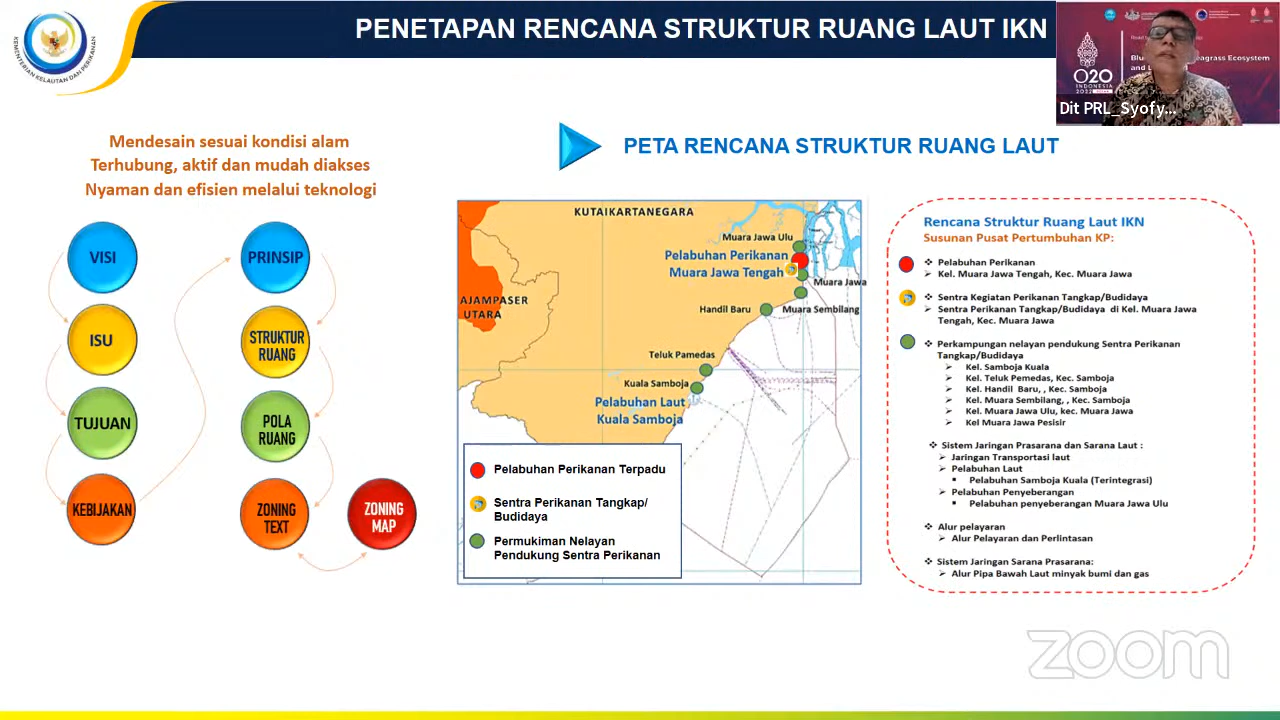 PENETAPAN RENCANA STRUKTUR RUANG LAUT IKN
KEMENTERIAN KELAUTAN DAN PERIKANAN
Dit PRL_Syofy...
O20
INDONESIA
2022
Mendesain sesuai kondisi alam
Terhubung, aktif dan mudah diakses
Nyaman dan efisien melalui teknologi
VISI
ISU
TUJUAN
KEBIJAKAN
PRINSIP
STRUKTUR
RUANG
POLA
RUANG
ZONING
TEXT
ZONING
MAP
PETA RENCANA STRUKTUR RUANG LAUT
KUTAIKARTANEGARA
AJAMPASER
UTARA
Muara Jawa Ulu
Pelabuhan Perikanan
Muara Jawa Tengah
Muara Jawa
Handil Baru
Muara Sembilang
Teluk Pamedas
Kuala Samboja
Pelabuhan Laut
Kuala Samboja
Pelabuhan Perikanan Terpadu
Sentra Perikanan Tangkap/
Budidaya
Permukiman Nelayan
Pendukung Sentra Perikanan
Rencana Struktur Ruang Laut IKN
Susunan Pusat Pertumbuhan KP:
❖ Pelabuhan Perikanan
➢ Kel. Muara Jawa Tengah, Kec. Muara Jawa
❖ Sentra Kegiatan Perikanan Tangkap/Budidaya
➢ Sentra Perikanan Tangkap/Budidaya di Kel. Muara Jawa
Tengah, Kec. Muara Jawa
❖ Perkampungan nelayan pendukung Sentra Perikanan
Tangkap/Budidaya
➢ Kel. Samboja Kuala
➢ Kel. Teluk Pemedas, Kec. Samboja
➢ Kel. Handil Baru, , Kec. Samboja
➢ Kel. Muara Sembilang, , Kec. Samboja
➢ Kel. Muara Jawa Ulu, kec. Muara Jawa
➢ Kel Muara Jawa Pesisir
❖ Sistem Jaringan Prasarana dan Sarana Laut :
➢ Jaringan Transportasi laut
➢ Pelabuhan Laut
▪ Pelabuhan Samboja Kuala (Terintegrasi)
➢ Pelabuhan Penyeberangan
▪ Pelabuhan penyeberangan Muara Jawa Ulu
❖ Alur pelayaran
➢ Alur Pelayaran dan Perlintasan
❖ Sistem Jaringan Sarana Prasarana:
➢ Alur Pipa Bawah Laut minyak bumi dan gas
zoom